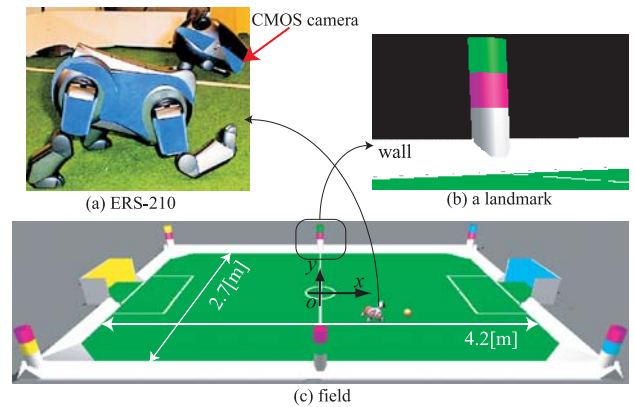 CMOS camera
wall
(a) ERS-210
(b) a landmark
y
x
o
2.7[m]
4.2[m]
(c) field